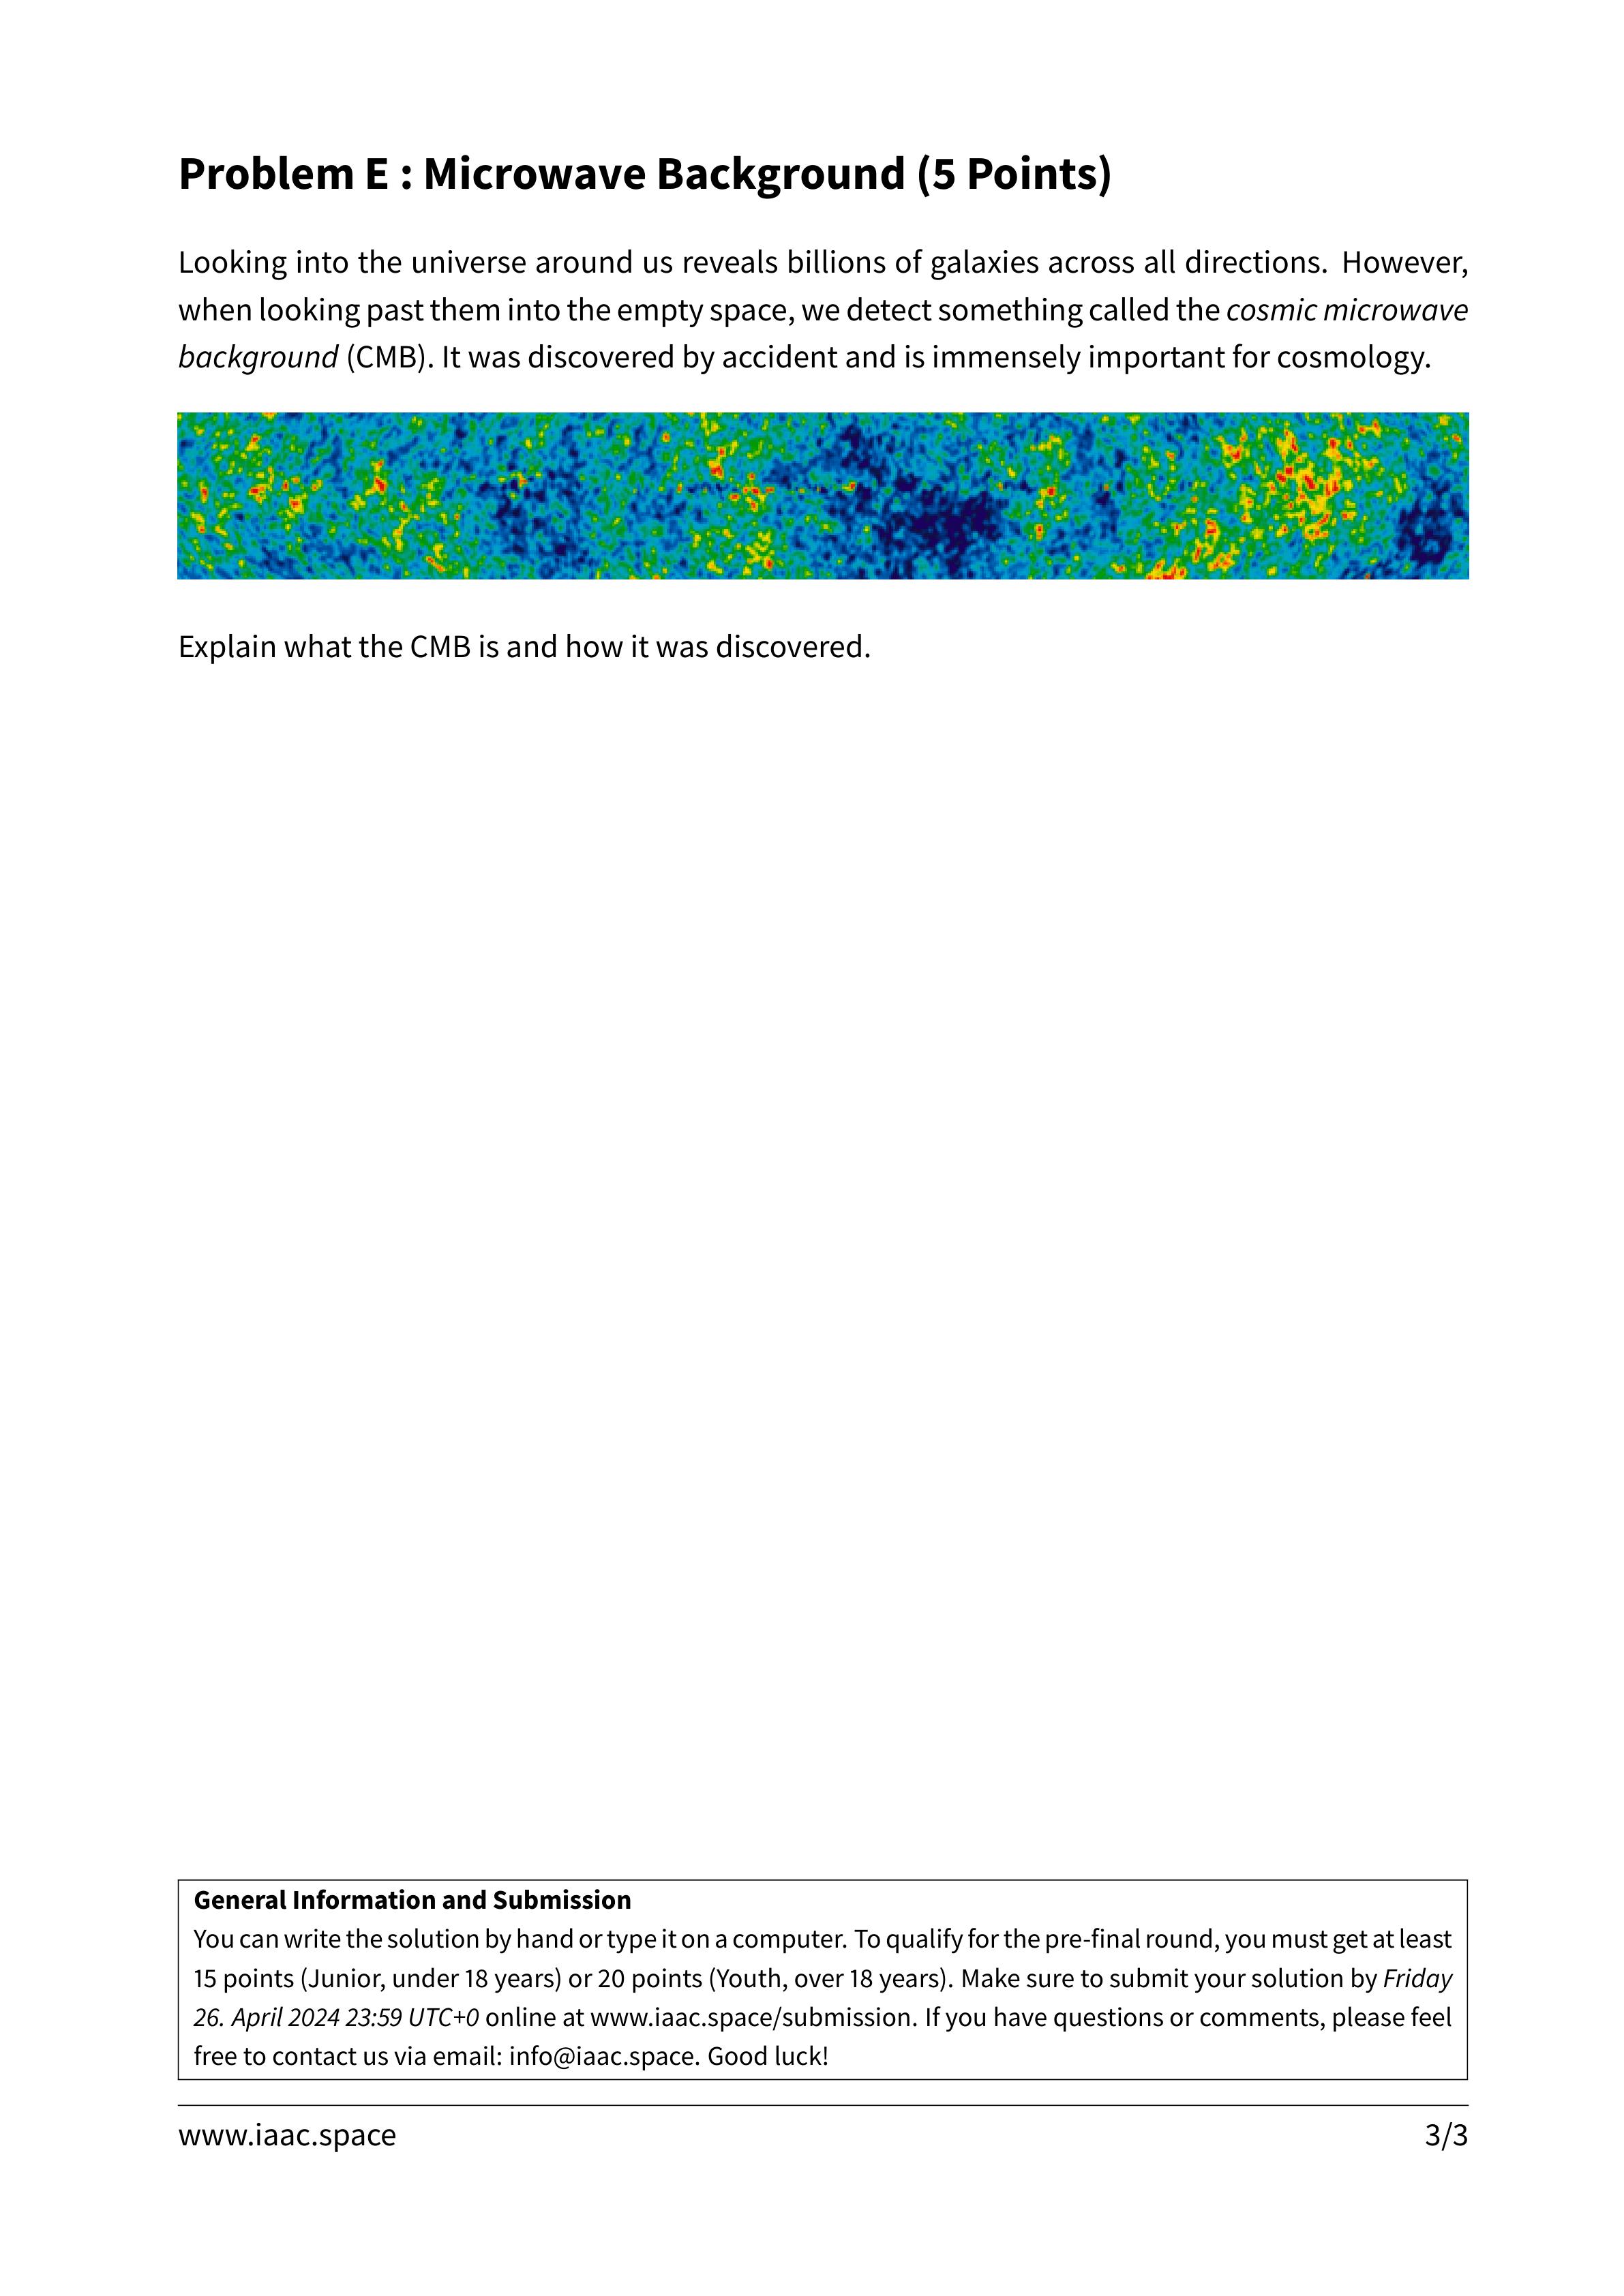 Problem E : Microwave Background (5 Points)
Looking into the universe around us reveals billions of galaxies across all directions. However,
when looking past them into the empty space, we detect something called the cosmic microwave
background (CMB). It was discovered by accident and is immensely important for cosmology.
Explain what the CMB is and how it was discovered.
General Information and Submission
You can write the solution by hand or type it on a computer. To qualify for the pre-final round, you must get at least
15 points (Junior, under 18 years) or 20 points (Youth, over 18 years). Make sure to submit your solution by Friday
26. April 2024 23:59 UTC+0 online at www.iaac.space/submission. If you have questions or comments, please feel
free to contact us via email: info@iaac.space. Good luck!
www.iaac.space
3/3